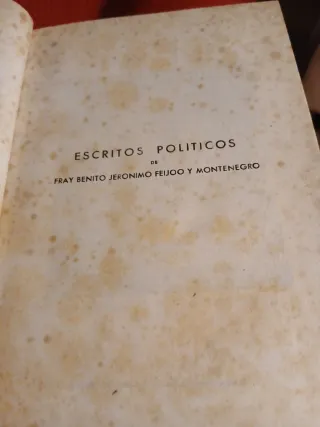 ESCRITOS POLITICOS
DE
FRAY BENITO JERONIMO FEIJOO Y MONTENEGRO